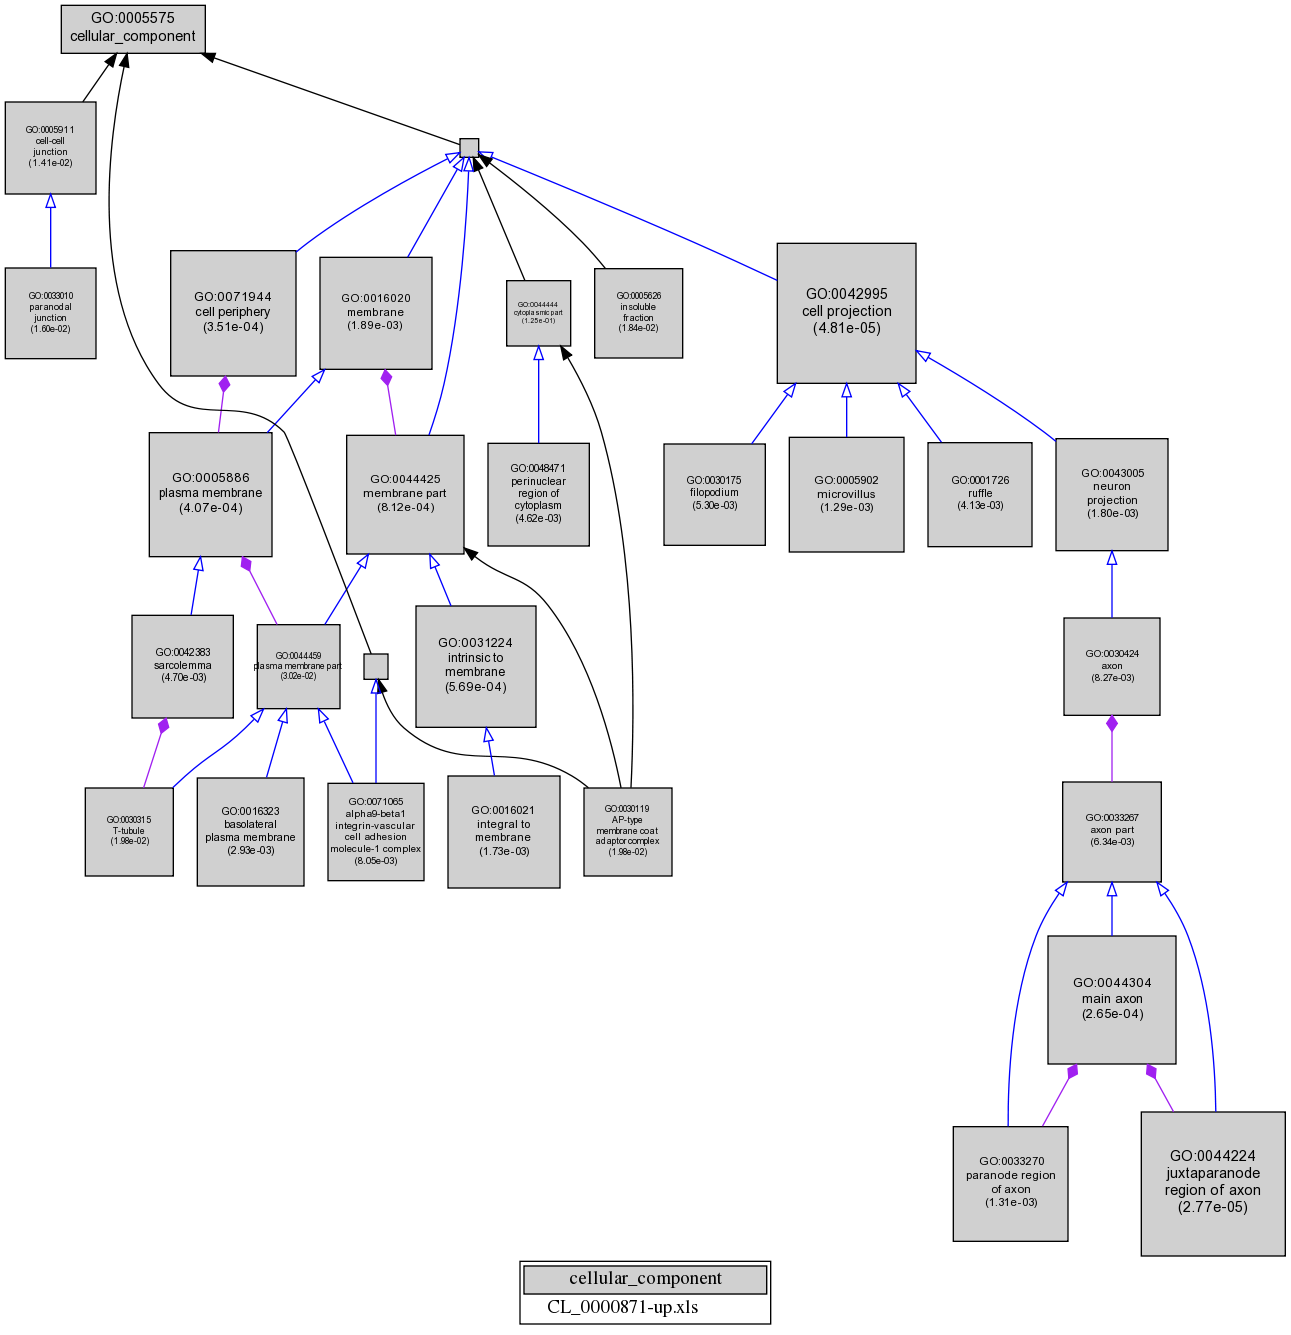 GO:0005575
cellular_component
GO:0005911
cell-cell
junction
(1.41e-02)
GO:0033010
paranodal
junction
(1.60e-02)
GO:0071944
cell periphery
(3.51e-04)
GO:0016020
membrane
(1.89e-03)
GO:0044444
cytoplasmic part
(1.25e-01)
GO:0005626
insoluble
fraction
(1.84e-02)
GO:0042995
cell projection
(4.81e-05)
GO:0005886
plasma membrane
(4.07e-04)
GO:0044425
membrane part
(8.12e-04)
GO:0048471
perinuclear
region of
cytoplasm
(4.62e-03)
GO:0030175
filopodium
(5.30e-03)
GO:0005902
microvillus
(1.29e-03)
GO:0001726
ruffle
(4.13e-03)
GO:0043005
neuron
projection
(1.80e-03)
GO:0042383
sarcolemma
(4.70e-03)
GO:0044459
plasma membrane part
(3.02e-02)
GO:0031224
intrinsic to
membrane
(5.69e-04)
GO:0030424
axon
(8.27e-03)
GO:0030315
T-tubule
(1.98e-02)
GO:0016323
basolateral
plasma membrane
(2.93e-03)
GO:0071065
alpha9-beta1
integrin-vascular
cell adhesion
molecule-1 complex
(8.05e-03)
GO:0016021
integral to
membrane
(1.73e-03)
GO:0030119
AP-type
membrane coat
adaptor complex
(1.98e-02)
GO:0033267
axon part
(6.34e-03)
GO:0044304
main axon
(2.65e-04)
GO:0033270
paranode region
of axon
(1.31e-03)
GO:0044224
juxtaparanode
region of axon
(2.77e-05)
cellular_component
CL_0000871-up.xls